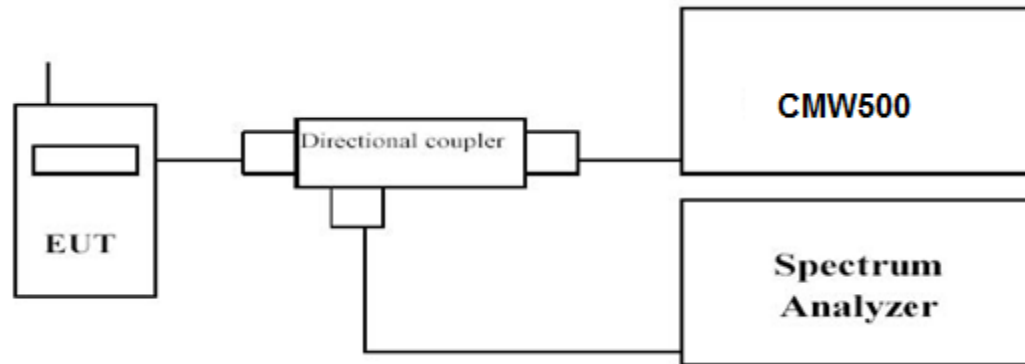 EUT
Directional coupler
CMW500
Spectrum
Analyzer